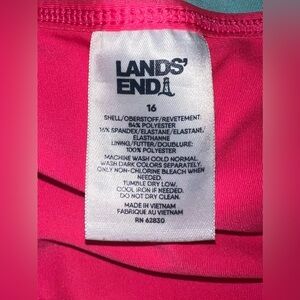 LANDS'
END
16
SHELL/OBERSTOFF/REVETEMENT
84% POLYESTER
16% SPANDEX/ELASTANE/ELASTANE/
ELASTHANNE
LINING/FUTTER/DOUBLURE:
100% POLYESTER
MACHINE WASH COLD NORMAL
WASH DARK COLORS SEPARATELY.
ONLY NON-CHLORINE BLEACH WHEN
NEEDED.
TUMBLE DRY LOW.
COOL IRON IF NEEDED.
DO NOT DRY CLEAN.
MADE IN VIETNAM
FABRIQUE AU VIETNAM
RN 62830